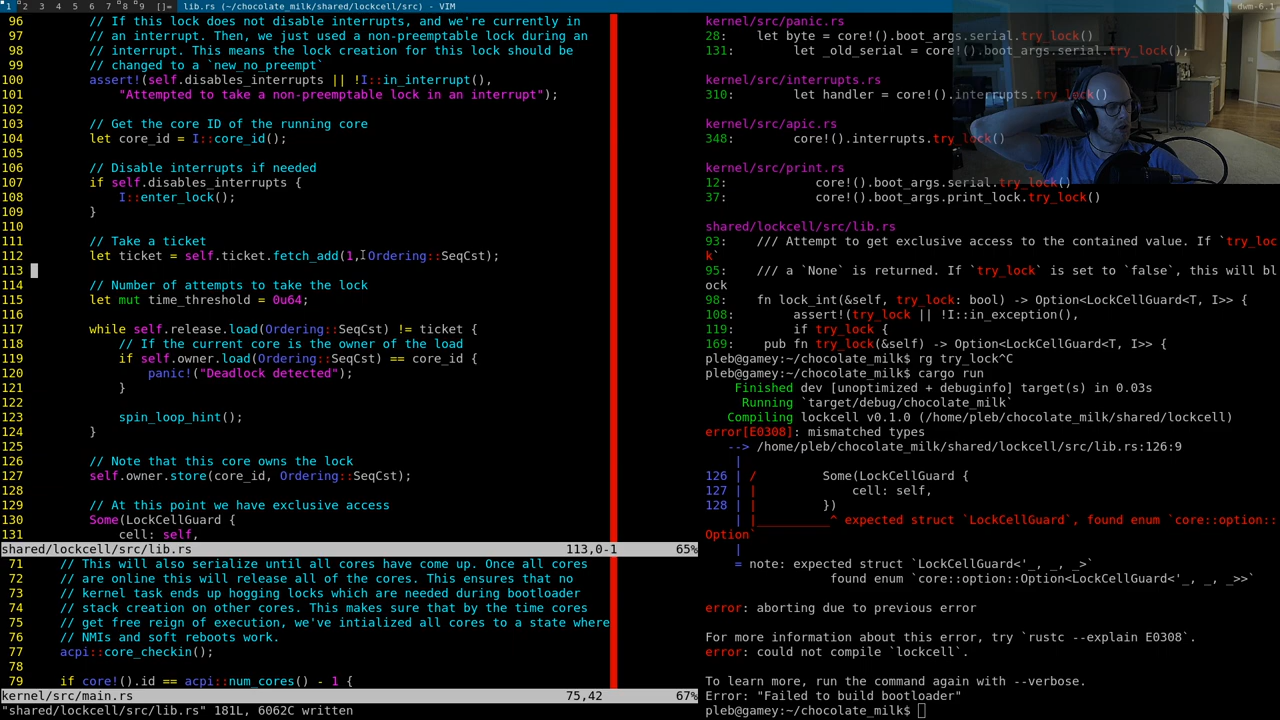 1 2 3 4 5 6 7 8 9 []= lib.rs (~/chocolate_milk/shared/lockcell/src) - VIM
dwm-6.1
96 // If this lock does not disable interrupts, and we're currently in
97 // an interrupt. Then, we just used a non-preemptable lock during an
98 // interrupt. This means the lock creation for this lock should be
99 // changed to a `new_no_preempt`
100 assert!(self.disables_interrupts || !I::in_interrupt(),
101 "Attempted to take a non-preemptable lock in an interrupt");
102
103 // Get the core ID of the running core
104 let core_id = I::core_id();
105
106 // Disable interrupts if needed
107 if self.disables_interrupts {
108 I::enter_lock();
109 }
110
111 // Take a ticket
112 let ticket = self.ticket.fetch_add(1, Ordering::SeqCst);
113
114 // Number of attempts to take the lock
115 let mut time_threshold = 0u64;
116
117 while self.release.load(Ordering::SeqCst) != ticket {
118 // If the current core is the owner of the load
119 if self.owner.load(Ordering::SeqCst) == core_id {
120 panic!("Deadlock detected");
121 }
122
123 spin_loop_hint();
124 }
125
126 // Note that this core owns the lock
127 self.owner.store(core_id, Ordering::SeqCst);
128
129 // At this point we have exclusive access
130 Some(LockCellGuard {
131 cell: self,
shared/lockcell/src/lib.rs 113,0-1 65%
71 // This will also serialize until all cores have come up. Once all cores
72 // are online this will release all of the cores. This ensures that no
73 // kernel task ends up hogging locks which are needed during bootloader
74 // stack creation on other cores. This makes sure that by the time cores
75 // get free reign of execution, we've intialized all cores to a state where
76 // NMIs and soft reboots work.
77 acpi::core_checkin();
78
79 if core!().id == acpi::num_cores() - 1 {
kernel/src/main.rs 75,42 67%
"shared/lockcell/src/lib.rs" 181L, 6062C written
kernel/src/panic.rs
28: let byte = core!().boot_args.serial.try_lock()
131: let _old_serial = core!().boot_args.serial.try_lock();
kernel/src/interrupts.rs
310: let handler = core!().interrupts.try_lock()
kernel/src/apic.rs
348: core!().interrupts.try_lock()
kernel/src/print.rs
12: core!().boot_args.serial.try_lock()
37: core!().boot_args.print_lock.try_lock()
shared/lockcell/src/lib.rs
93: /// Attempt to get exclusive access to the contained value. If `try_loc
k`
95: /// a `None` is returned. If `try_lock` is set to `false`, this will bl
ock
98: fn lock_int(&self, try_lock: bool) -> Option<LockCellGuard<T, I>> {
108: assert!(try_lock || !I::in_exception(),
119: if try_lock {
169: pub fn try_lock(&self) -> Option<LockCellGuard<T, I>> {
pleb@gamey:~/chocolate_milk$ rg try_lock^C
pleb@gamey:~/chocolate_milk$ cargo run
Finished dev [unoptimized + debuginfo] target(s) in 0.03s
Running `target/debug/chocolate_milk`
Compiling lockcell v0.1.0 (/home/pleb/chocolate_milk/shared/lockcell)
error[E0308]: mismatched types
--> /home/pleb/chocolate_milk/shared/lockcell/src/lib.rs:126:9
|
126 | / Some(LockCellGuard {
127 | | cell: self,
128 | | })
| |__________^ expected struct `LockCellGuard`, found enum `core::option::
Option`
|
= note: expected struct `LockCellGuard<'_, _, _>`
found enum `core::option::Option<LockCellGuard<'_, _, _>>`
error: aborting due to previous error
For more information about this error, try `rustc --explain E0308`.
error: could not compile `lockcell`.
To learn more, run the command again with --verbose.
Error: "Failed to build bootloader"
pleb@gamey:~/chocolate_milk$